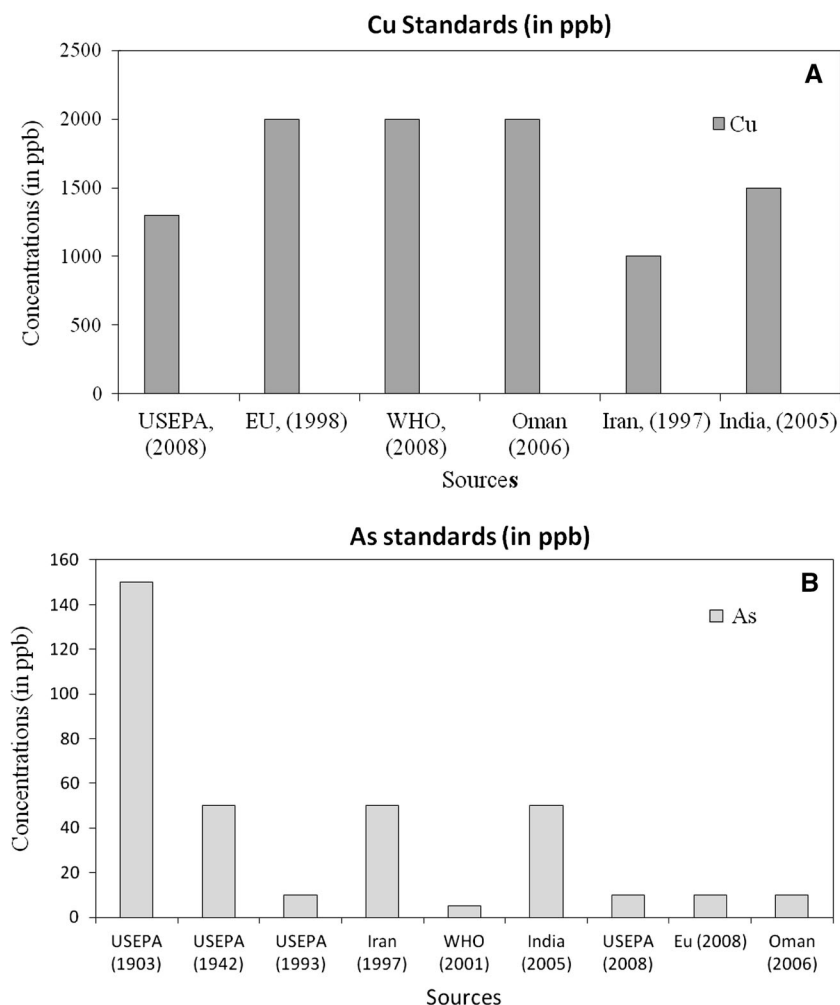 Cu Standards (in ppb)
A
2500
2000
1500
1000
500
0
Concentrations (in ppb)
Cu
USEPA, (2008)
EU, (1998)
WHO, (2008)
Oman (2006)
Iran, (1997)
India, (2005)
Sources
As standards (in ppb)
B
160
140
120
100
80
60
40
20
0
Concentrations (in ppb)
As
USEPA (1903)
USEPA (1942)
USEPA (1993)
Iran (1997)
WHO (2001)
India (2005)
USEPA (2008)
Eu (2008)
Oman (2006)
Sources